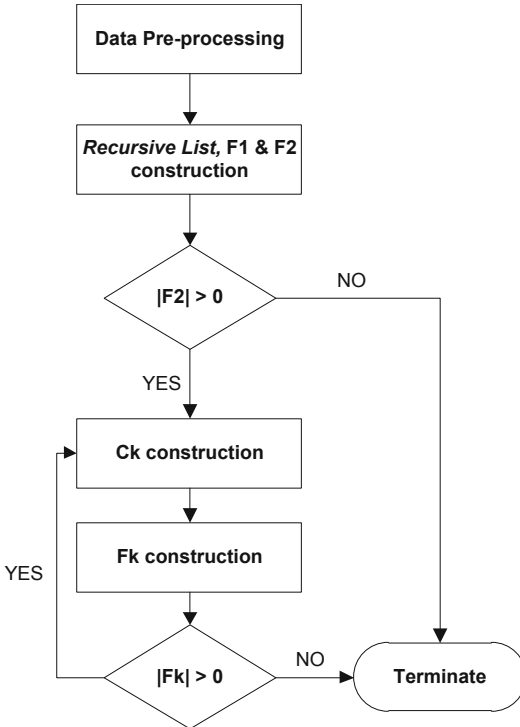 Data Pre-processing
Recursive List, F1 & F2
construction
|F2| > 0
NO
YES
Ck construction
Fk construction
YES
|Fk| > 0
NO
Terminate